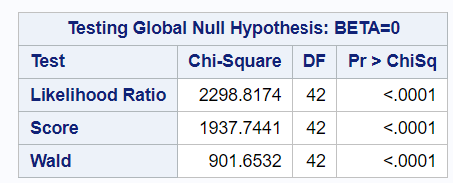 Testing Global Null Hypothesis: BETA=0
Test Chi-Square DF Pr > ChiSq
Likelihood Ratio 2298.8174 42 <.0001
Score 1937.7441 42 <.0001
Wald 901.6532 42 <.0001